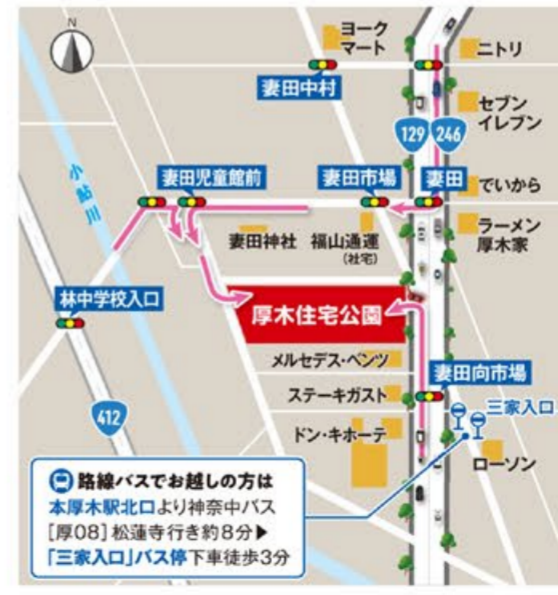 N
ヨーク
マート
ニトリ
妻田中村
セブン
イレブン
129 246
小鮎川
妻田児童館前
妻田市場
妻田
でいから
妻田神社
福山通運
(社宅)
ラーメン
厚木家
林中学校入口
厚木住宅公園
メルセデス・ベンツ
妻田向市場
ステーキガスト
三家入口
412
ドン・キホーテ
ローソン
路線バスでお越しの方は
本厚木駅北口より神奈中バス
[厚08]松蓮寺行き約8分▶
「三家入口」バス停下車徒歩3分